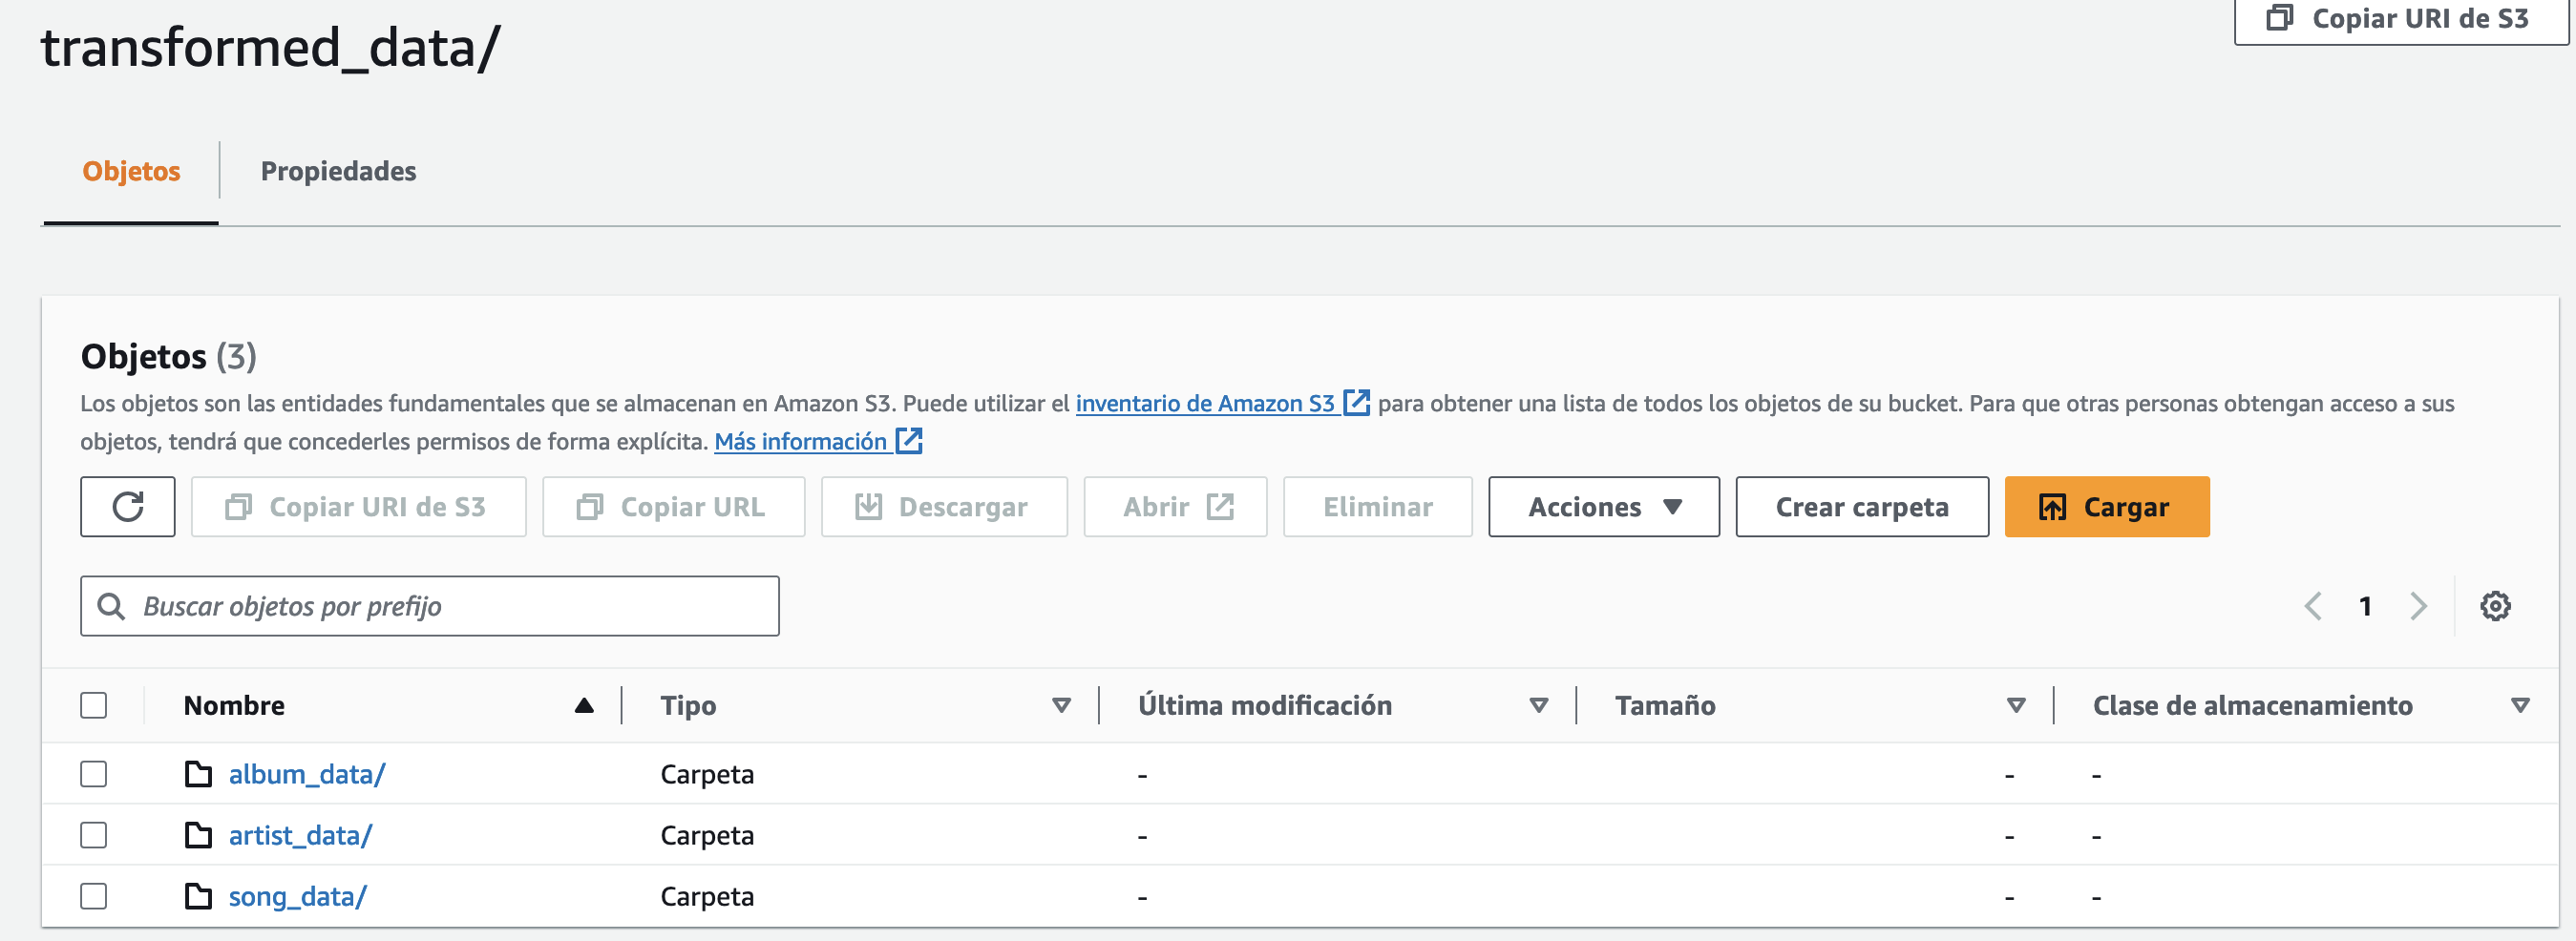 Copiar URI de S3
transformed_data/
Objetos Propiedades
Objetos (3)
Los objetos son las entidades fundamentales que se almacenan en Amazon S3. Puede utilizar el inventario de Amazon S3 para obtener una lista de todos los objetos de su bucket. Para que otras personas obtengan acceso a sus
objetos, tendrá que concederles permisos de forma explícita. Más información
Copiar URI de S3 Copiar URL Descargar Abrir Eliminar Acciones Crear carpeta Cargar
Buscar objetos por prefijo 1
Nombre Tipo Última modificación Tamaño Clase de almacenamiento
album_data/ Carpeta - - -
artist_data/ Carpeta - - -
song_data/ Carpeta - - -